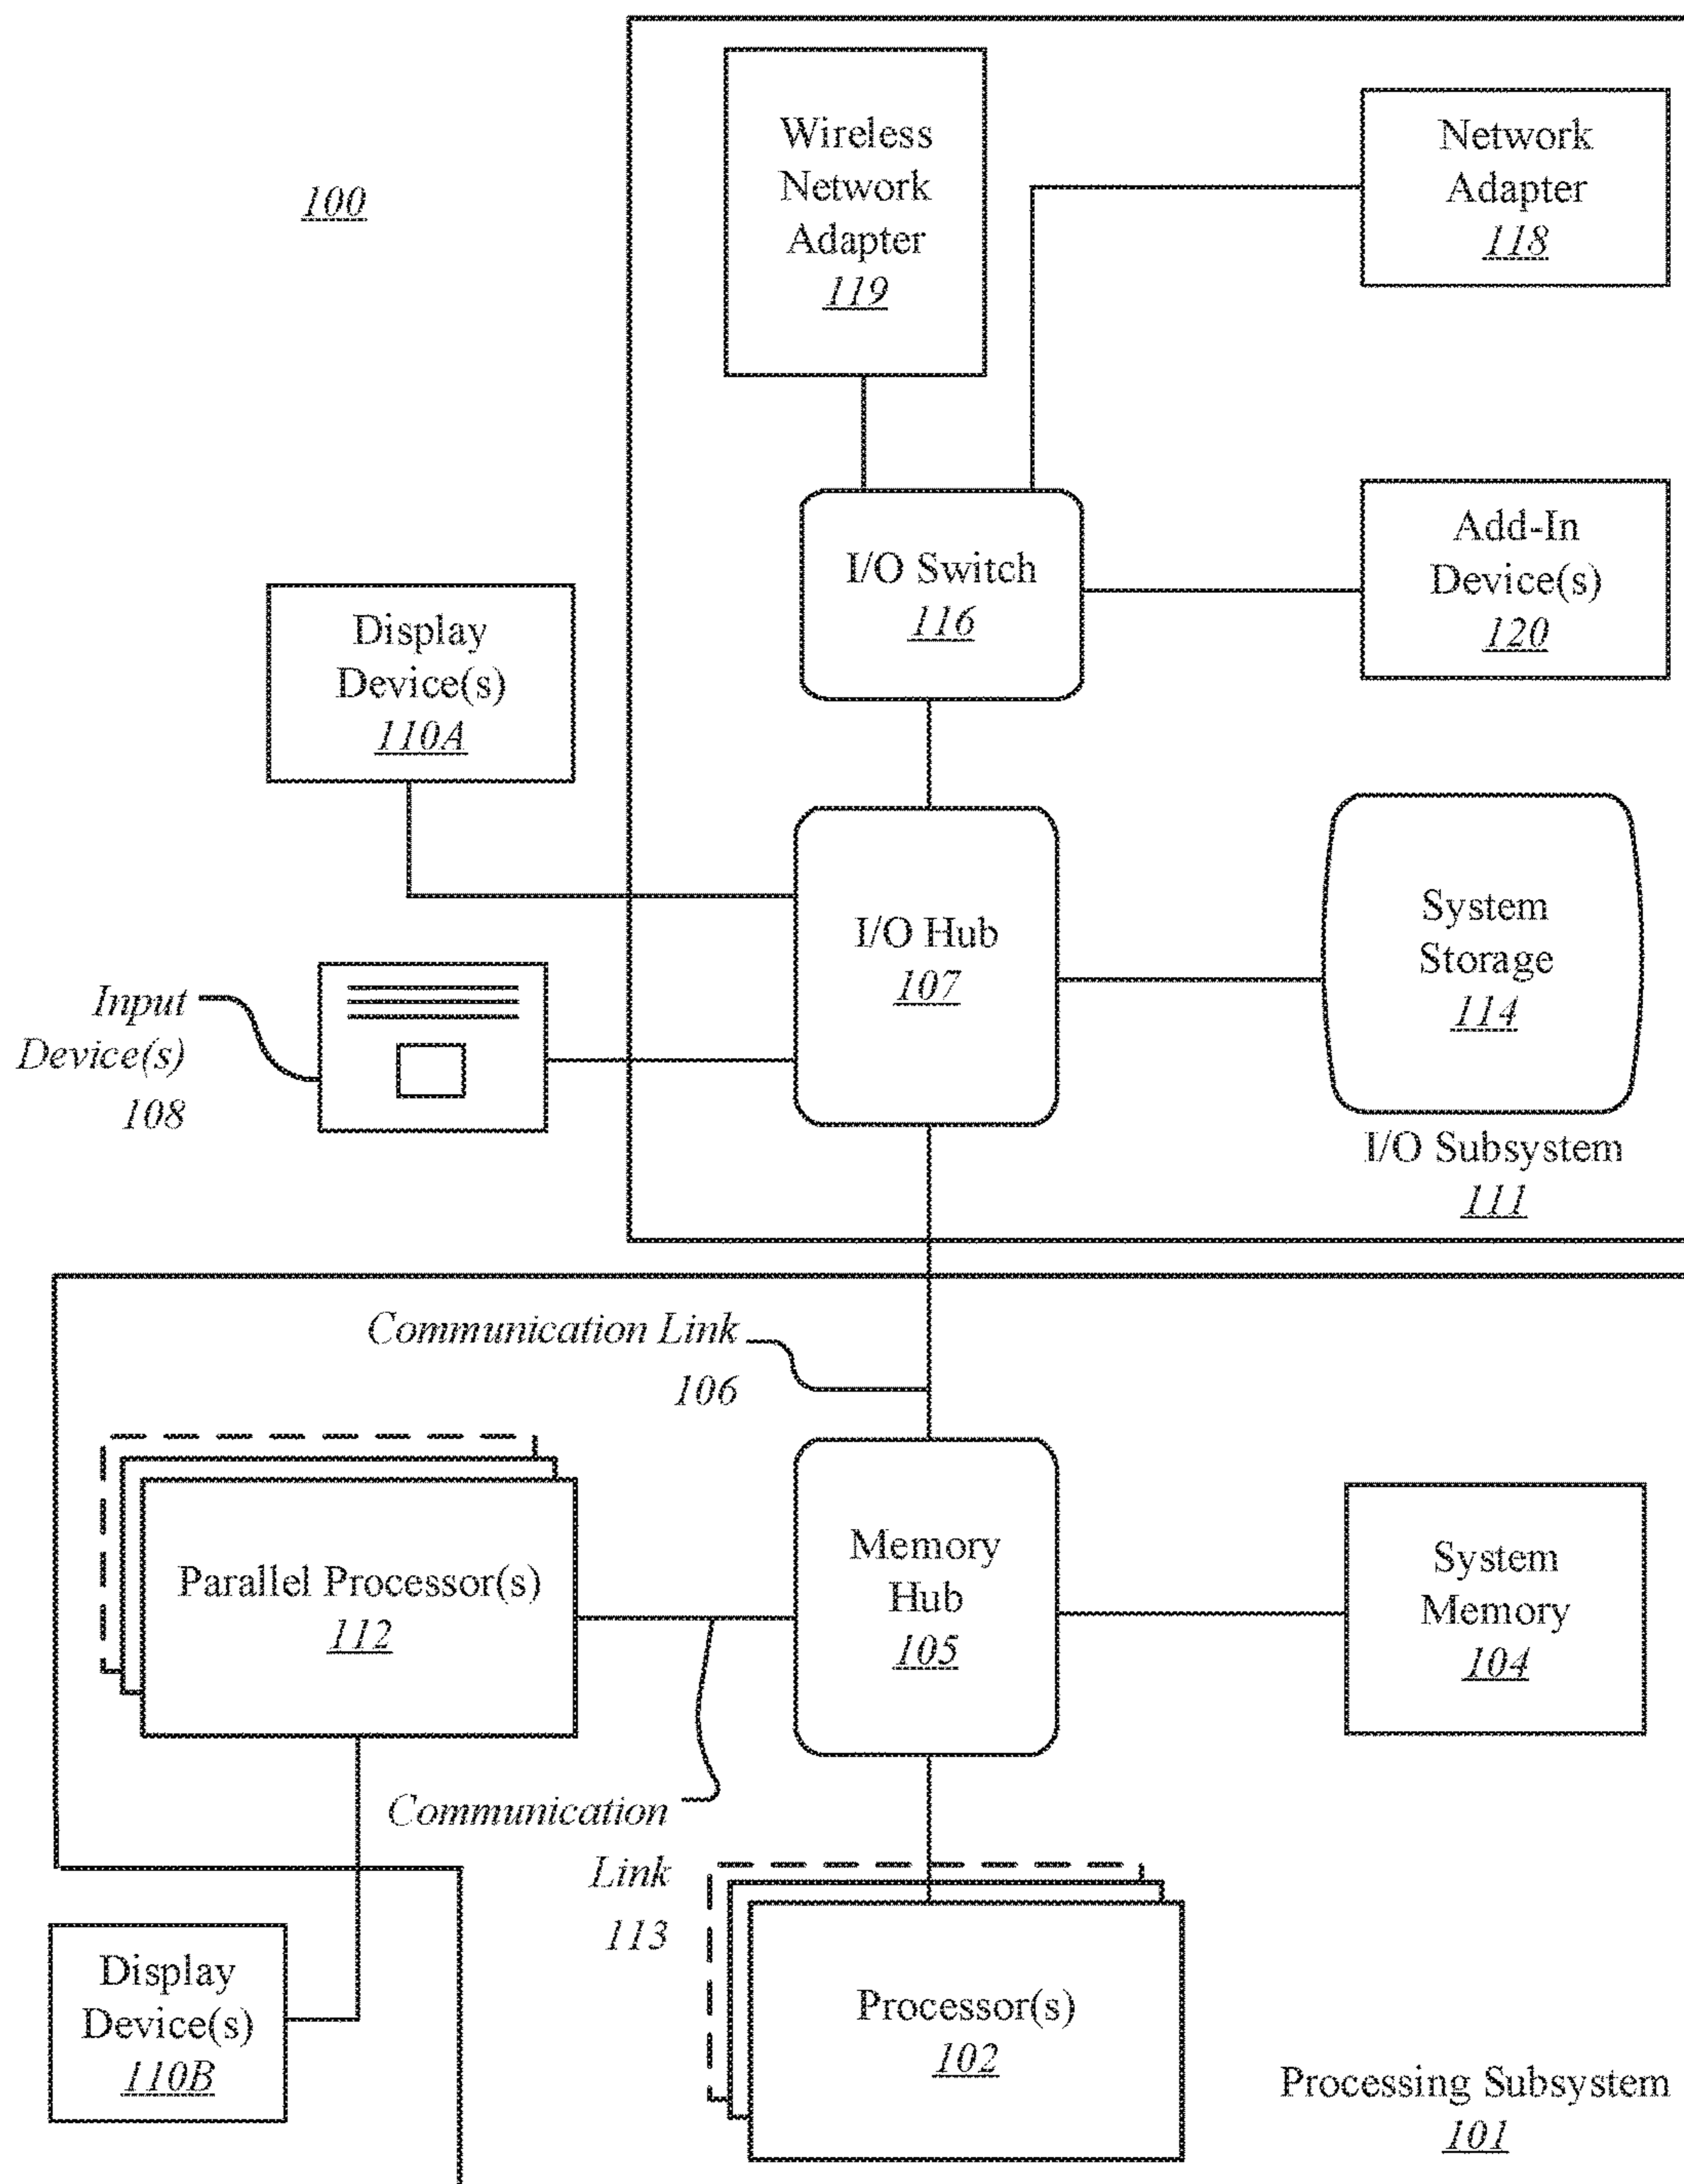 100
Wireless
Network
Adapter
119
Network
Adapter
118
I/O Switch
116
Add-In
Device(s)
120
Display
Device(s)
110A
I/O Hub
107
System
Storage
114
Input
Device(s)
108
I/O Subsystem
111
Communication Link
106
Parallel Processor(s)
112
Memory
Hub
105
System
Memory
104
Communication
Link
113
Display
Device(s)
110B
Processor(s)
102
Processing Subsystem
101